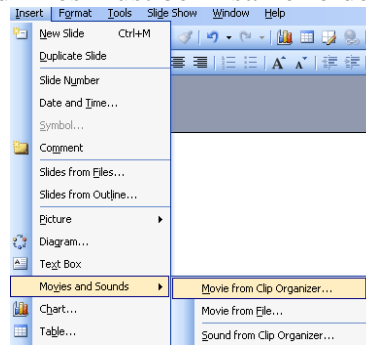 Insert Format Tools Slide Show Window Help
New Slide Ctrl+M
Duplicate Slide
Slide Number
Date and Time...
Symbol...
Comment
Slides from Files...
Slides from Outline...
Picture
Diagram...
Text Box
Movies and Sounds
Movie from Clip Organizer...
Chart...
Movie from File...
Table...
Sound from Clip Organizer...